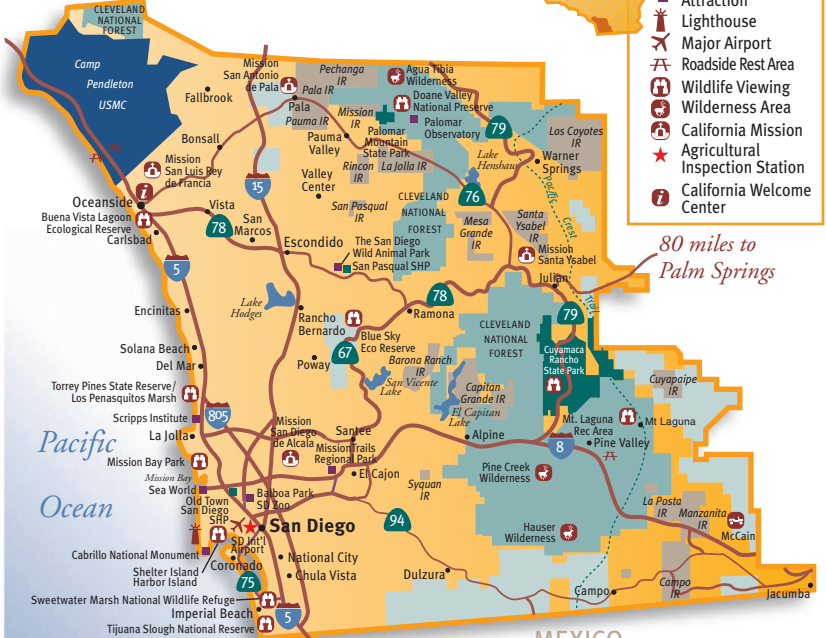 CLEVELAND
NATIONAL
FOREST
Camp
Pendleton
USMC
Attraction
Lighthouse
Major Airport
Roadside Rest Area
Wildlife Viewing
Wilderness Area
California Mission
Agricultural
Inspection Station
California Welcome
Center
Mission
San Antonio
de Pala
Pechanga
IR
Agua Tibia
Wilderness
Fallbrook
Pala IR
Pala
Doane Valley
National Preserve
Pauma IR
Mission
IR
Palomar
Observatory
79
Los Coyotes
IR
Bonsall
Pauma
Valley
Palomar
Mountain
State Park
Mission
San Luis Rey
de Francia
Rincon
IR
La Jolla IR
Lake
Henshaw
Warner
Springs
15
Valley
Center
76
Pacific
Crest
Trail
Oceanside
Buena Vista Lagoon
Ecological Reserve
Carlsbad
Vista
78
San
Marcos
San Pasqual
IR
CLEVELAND
NATIONAL
FOREST
Mesa
Grande
IR
Santa
Ysabel
IR
Escondido
The San Diego
Wild Animal Park
San Pasqual SHP
Mission
Santa Ysabel
80 miles to
Palm Springs
5
Julian
78
Encinitas
Lake
Hodges
Rancho
Bernardo
Ramona
79
Solana Beach
Del Mar
Poway
67
Blue Sky
Eco Reserve
CLEVELAND
NATIONAL
FOREST
Cuyamaca
Rancho
State Park
Barona Ranch
IR
San Vicente
Lake
Capitan
Grande IR
El Capitan
Lake
Cuyapaipe
IR
Torrey Pines State Reserve/
Los Penasquitos Marsh
Scripps Institute
805
La Jolla
Mission
San Diego
de Alcala
Santee
Mission Trails
Regional Park
Alpine
8
Mt. Laguna
Rec Area
Mt Laguna
Pine Valley
Pacific
Ocean
Mission Bay Park
Mission Bay
Sea World
El Cajon
Syquan
IR
Pine Creek
Wilderness
Old Town
San Diego
SHP
Balboa Park
SD Zoo
La Posta
IR
Manzanita
IR
San Diego
94
Hauser
Wilderness
McCain
SD Int'l
Airport
Cabrillo National Monument
Shelter Island
Harbor Island
Coronado
National City
Chula Vista
75
Dulzura
Campo
Campo
IR
Jacumba
Sweetwater Marsh National Wildlife Refuge
Imperial Beach
5
Tijuana Slough National Reserve
MEXICO